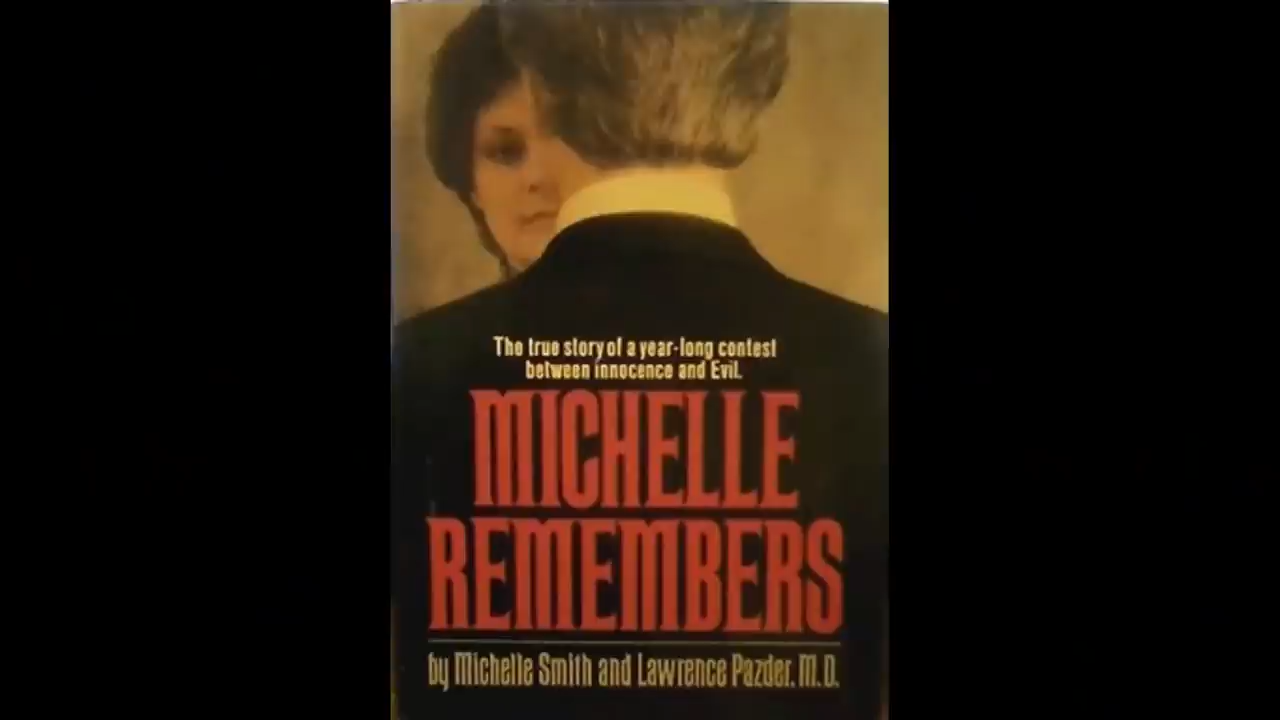 The true story of a year-long contest
between innocence and Evil.
MICHELLE
REMEMBERS
by Michelle Smith and Lawrence Pazder, M.D.